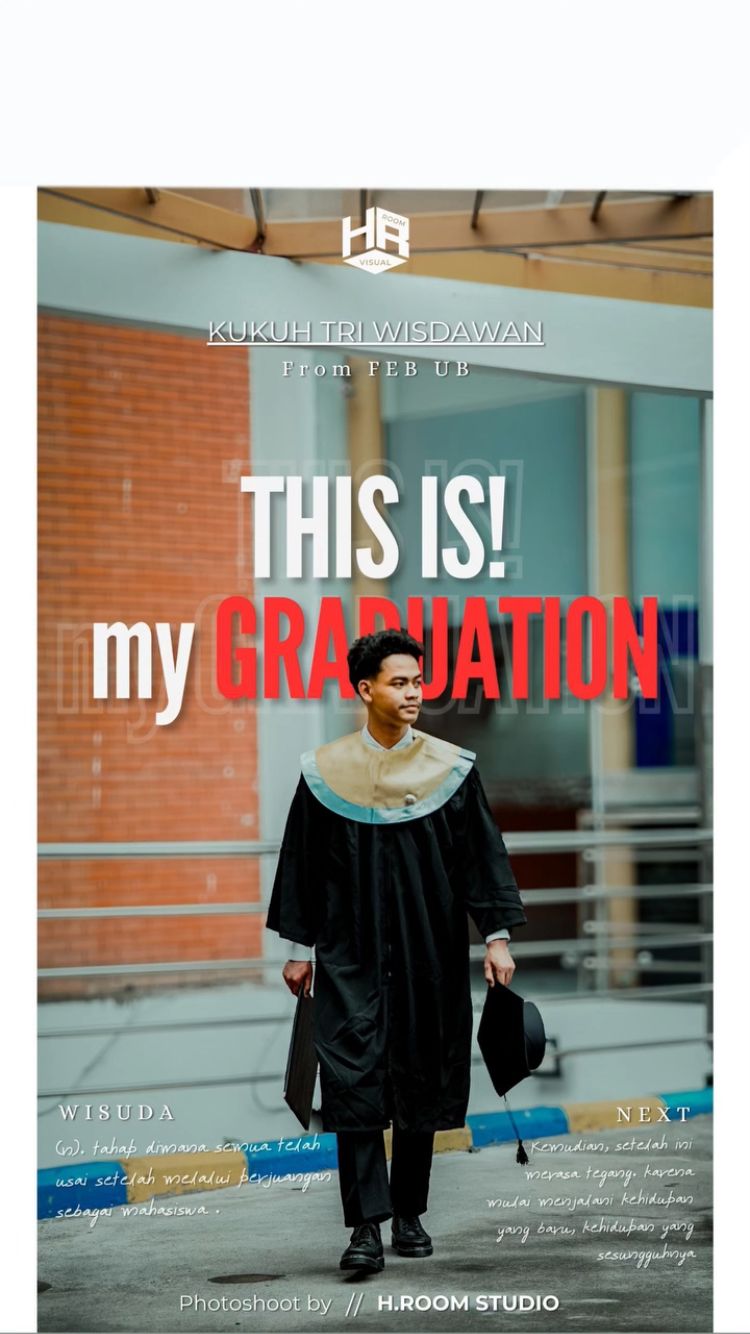 HR
ROOM
VISUAL
KUKUH TRI WISDAWAN
From FEB UB
THIS IS!
my GRADUATION
WISUDA
(n). tahap dimana semua telah
usai setelah melalui perjuangan
sebagai mahasiswa .
NEXT
Kemudian, setelah ini
merasa tegang. karena
mulai menjalani kehidupan
yang baru, kehidupan yang
sesungguhnya
Photoshoot by // H.ROOM STUDIO